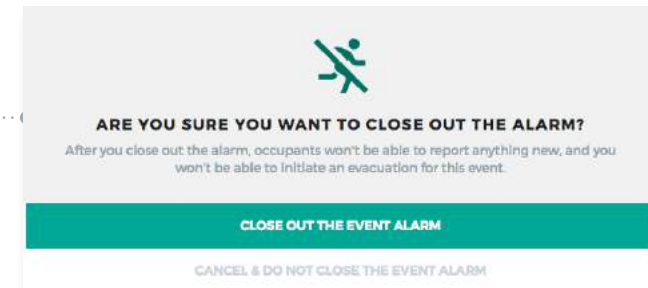 ARE YOU SURE YOU WANT TO CLOSE OUT THE ALARM?
After you close out the alarm, occupants won't be able to report anything new, and you
won't be able to initiate an evacuation for this event.
CLOSE OUT THE EVENT ALARM
CANCEL & DO NOT CLOSE THE EVENT ALARM